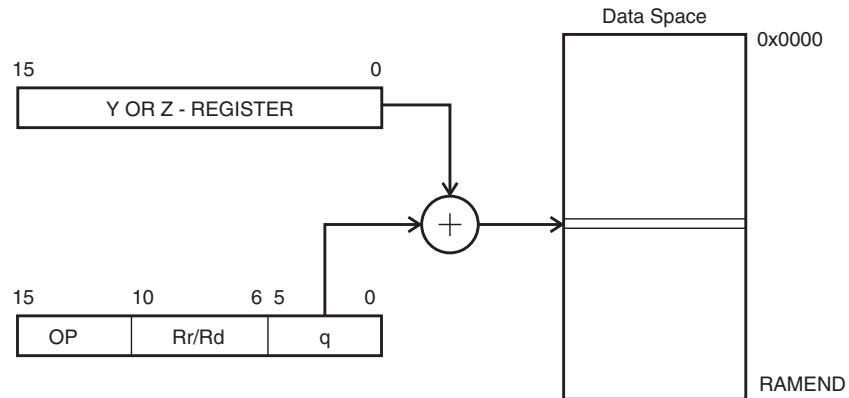 Data Space
0x0000
15 0
Y OR Z - REGISTER
+
15 10 6 5 0
OP Rr/Rd q
RAMEND